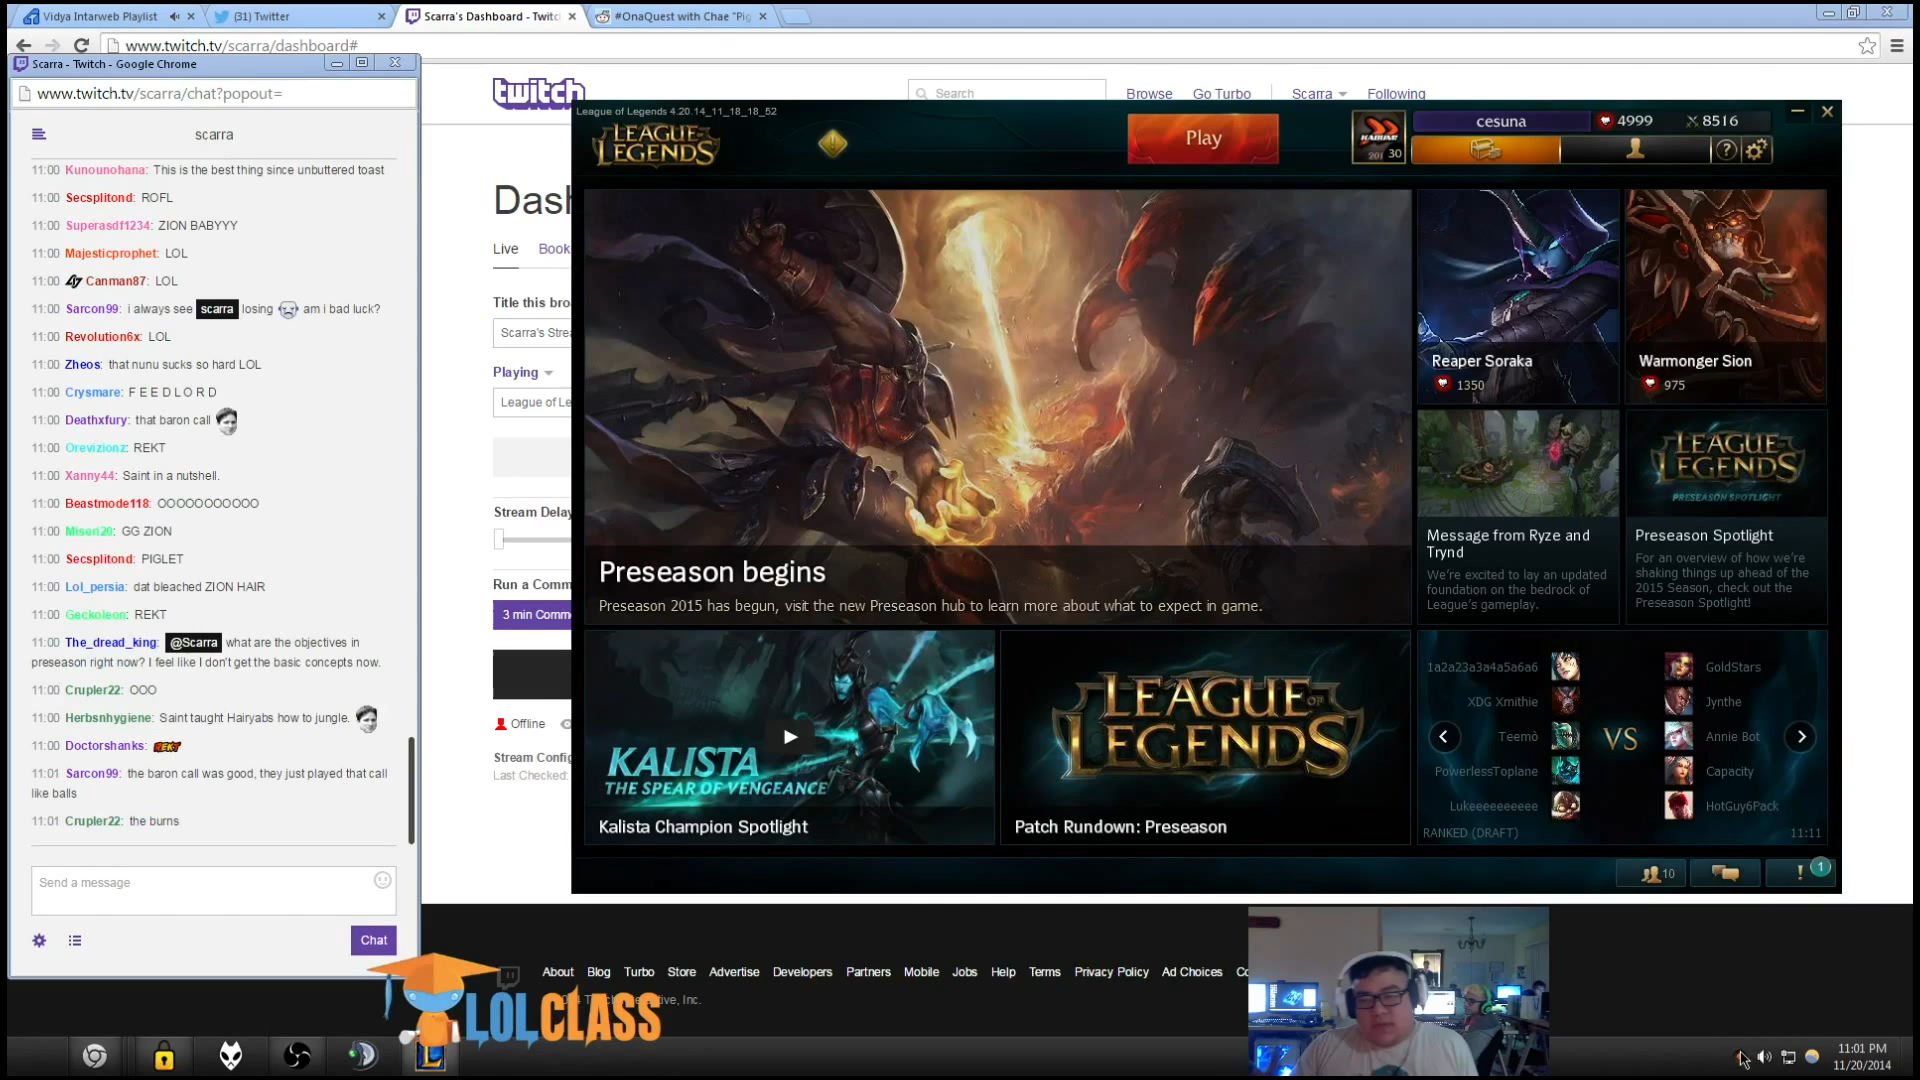 Vidya Intarweb Playlist
(31) Twitter
Scarra's Dashboard - Twitc
#OnaQuest with Chae "Pig
www.twitch.tv/scarra/dashboard#
Scarra - Twitch - Google Chrome
www.twitch.tv/scarra/chat?popout=
scarra
11:00 Kunounohana: This is the best thing since unbuttered toast
11:00 Secsplitond: ROFL
11:00 Superasdf1234: ZION BABYYY
11:00 Majesticprophet: LOL
11:00 Canman87: LOL
11:00 Sarcon99: i always see scarra losing am i bad luck?
11:00 Revolution6x: LOL
11:00 Zheos: that nunu sucks so hard LOL
11:00 Crysmare: F E E D L O R D
11:00 Deathxfury: that baron call
11:00 Orevizionz: REKT
11:00 Xanny44: Saint in a nutshell.
11:00 Beastmode118: OOOOOOOOOOO
11:00 Miseri20: GG ZION
11:00 Secsplitond: PIGLET
11:00 Lol_persia: dat bleached ZION HAIR
11:00 Geckoleon: REKT
11:00 The_dread_king: @Scarra what are the objectives in
preseason right now? I feel like I don't get the basic concepts now.
11:00 Crupler22: OOO
11:00 Herbsnhygiene: Saint taught Hairyabs how to jungle.
11:00 Doctorshanks: REKT
11:01 Sarcon99: the baron call was good, they just played that call
like balls
11:01 Crupler22: the burns
Send a message
Chat
twitch
Search
Browse
Go Turbo
Scarra
Following
Dash
Live
Book
Title this bro
Scarra's Strea
Playing
League of Le
Stream Delay
Run a Comm
3 min Comme
Offline
Stream Config
Last Checked:
League of Legends 4.20.14_11_18_18_52
LEAGUE OF LEGENDS
Play
KABUM!
201
30
cesuna
4999
8516
Preseason begins
Preseason 2015 has begun, visit the new Preseason hub to learn more about what to expect in game.
Reaper Soraka
1350
Warmonger Sion
975
Message from Ryze and
Trynd
We're excited to lay an updated
foundation on the bedrock of
League's gameplay.
LEAGUE OF LEGENDS
PRESEASON SPOTLIGHT
Preseason Spotlight
For an overview of how we're
shaking things up ahead of the
2015 Season, check out the
Preseason Spotlight!
KALISTA
THE SPEAR OF VENGEANCE
Kalista Champion Spotlight
LEAGUE OF LEGENDS
Patch Rundown: Preseason
1a2a23a3a4a5a6a6
GoldStars
XDG Xmithie
Jynthe
Teemò
VS
Annie Bot
PowerlessToplane
Capacity
Lukeeeeeeeeee
HotGuy6Pack
RANKED (DRAFT)
11:11
10
1
About
Blog
Turbo
Store
Advertise
Developers
Partners
Mobile
Jobs
Help
Terms
Privacy Policy
Ad Choices
Co
LOLCLASS
11:01 PM
11/20/2014